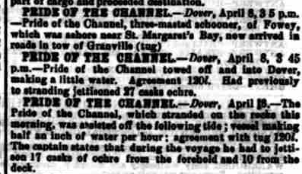 part of cargo and proceeded destination.
PRIDE OF THE CHANNEL.—Dover, April 8, 3 5 p.m.
—Pride of the Channel, three-masted schooner, of Fowey
which was ashore near St. Margaret's Bay, now arrived in
roads in tow of Granville (tug)
PRIDE OF THE CHANNEL.—Dover, April 8, 3 45
p.m.—Pride of the Channel towed off and into Dover
making a little water Agreement 120l. Had previously
to stranding jettisoned 27 casks ochre.
PRIDE OF THE CHANNEL.—Dover, April 8.—The
Pride of the Channel, which stranded on the rocks this
morning, was assisted off the following tide; vessel making
half an inch of water per hour; agreement with tug 120l
The captain states that during the voyage he had to jetti-
son 17 casks of ochre from the forehold and 10 from the
deck.